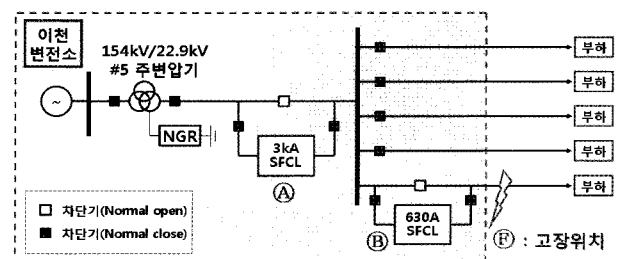 이천
변전소
154kV/22.9kV
#5 주변압기
~
NGR
3kA
SFCL
Ⓐ
부하
부하
부하
부하
부하
630A
SFCL
Ⓑ
Ⓕ : 고장위치
차단기(Normal open)
차단기(Normal close)